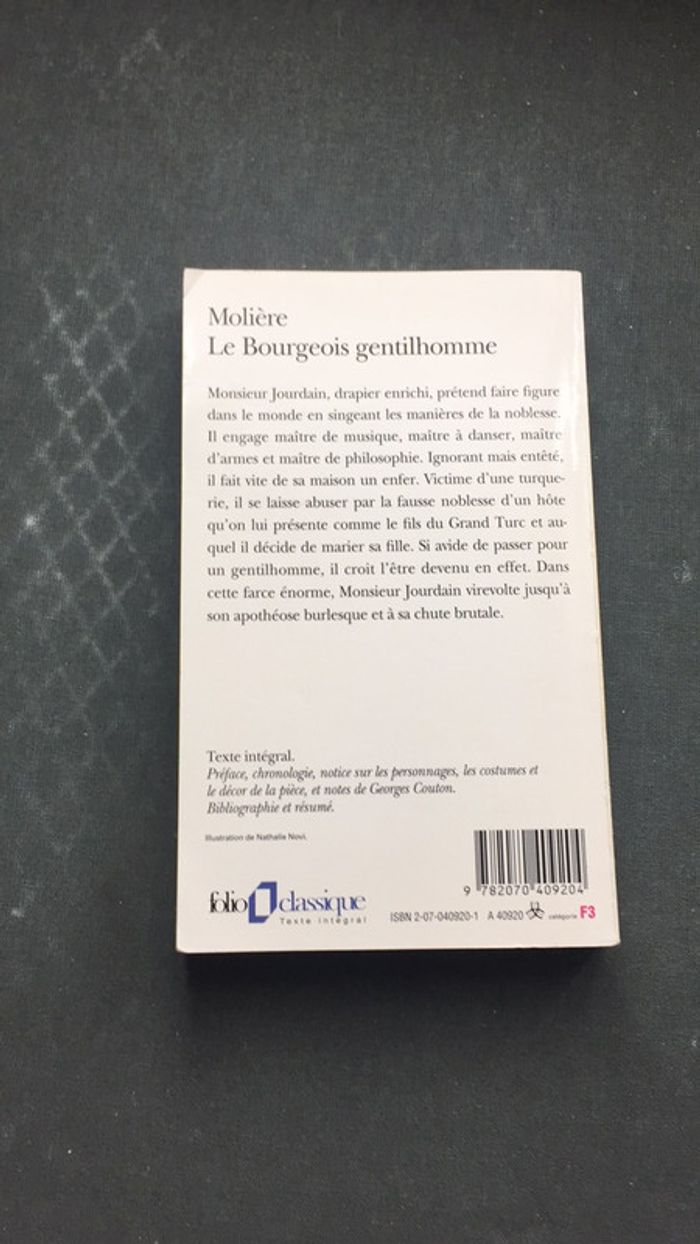 Molière
Le Bourgeois gentilhomme
Monsieur Jourdain, drapier enrichi, prétend faire figure
dans le monde en singeant les manières de la noblesse.
Il engage maître de musique, maître à danser, maître
d'armes et maître de philosophie. Ignorant mais entêté,
il fait vite de sa maison un enfer. Victime d'une turque-
rie, il se laisse abuser par la fausse noblesse d'un hôte
qu'on lui présente comme le fils du Grand Turc et au-
quel il décide de marier sa fille. Si avide de passer pour
un gentilhomme, il croit l'être devenu en effet. Dans
cette farce énorme, Monsieur Jourdain virevolte jusqu'à
son apothéose burlesque et à sa chute brutale.
Texte intégral.
Préface, chronologie, notice sur les personnages, les costumes et
le décor de la pièce, et notes de Georges Couton.
Bibliographie et résumé.
Illustration de Nathalie Novi.
9 782070 409204
folio classique
Texte intégral
ISBN 2-07-040920-1 A 40920 catégorie F3